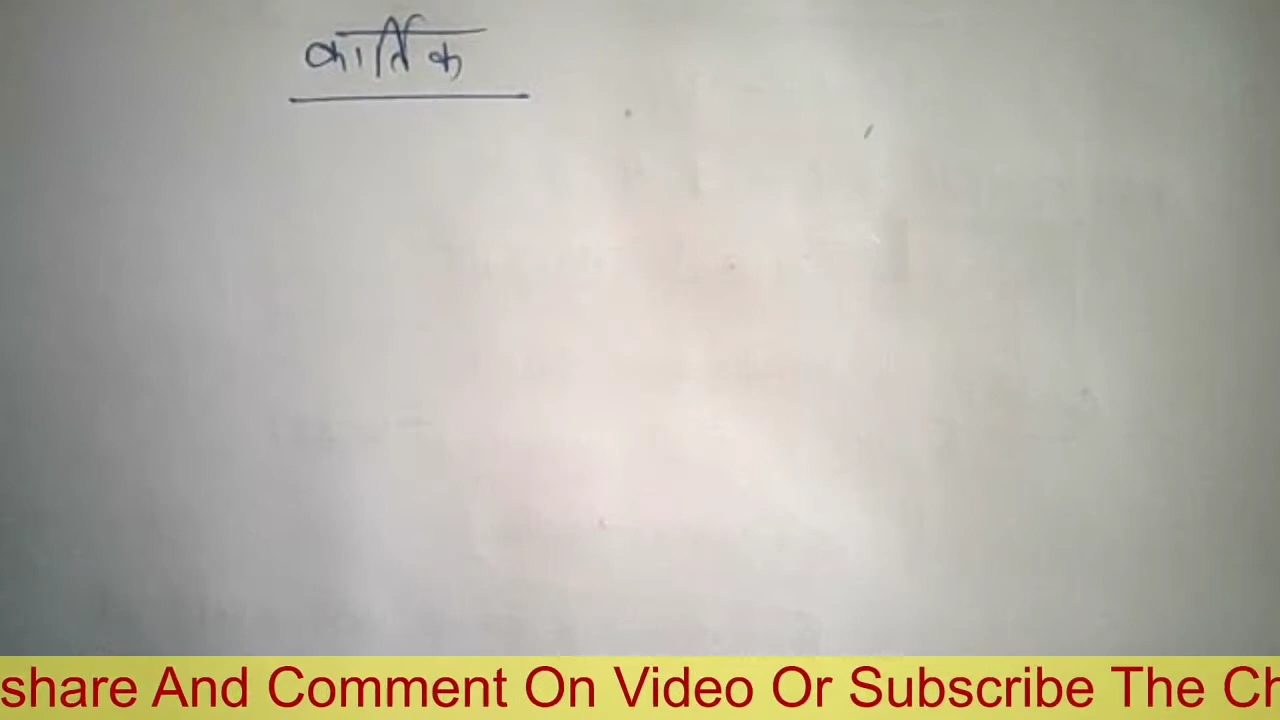 कार्तिक
share And Comment On Video Or Subscribe The Ch